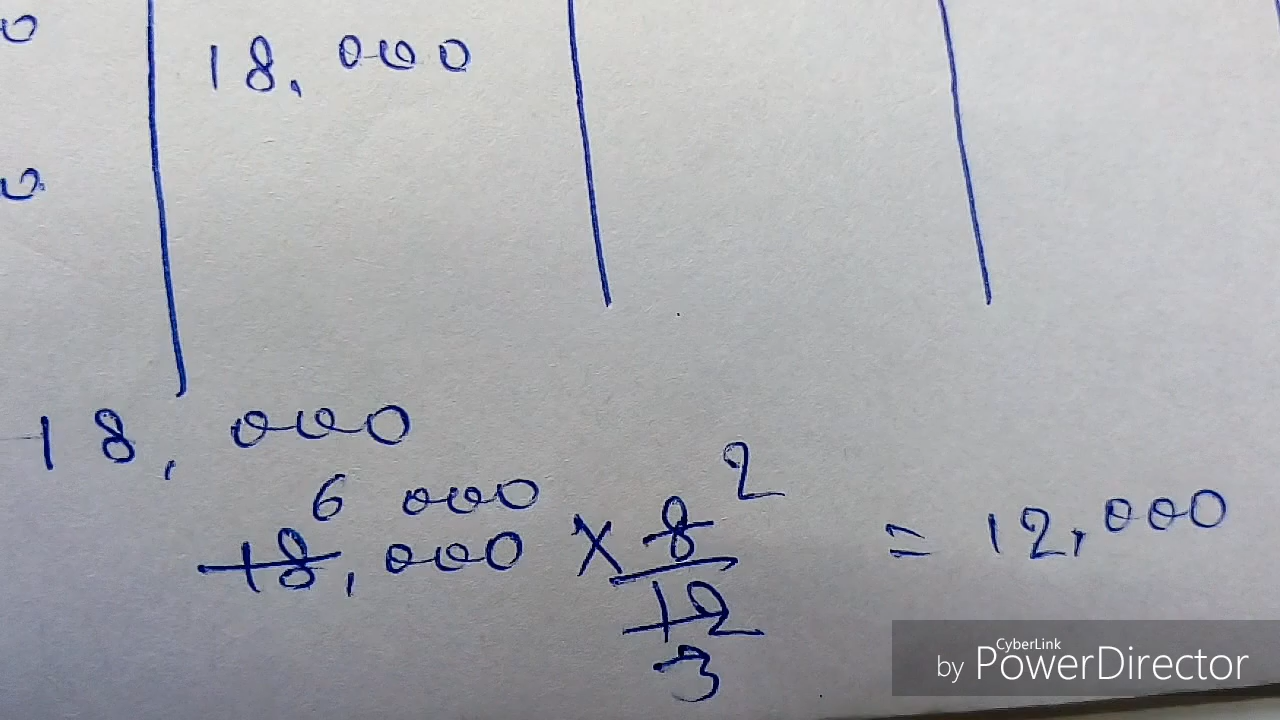 18,000
18,000
6 000 2
18,000 × 8/12 = 12,000
3
CyberLink
by PowerDirector